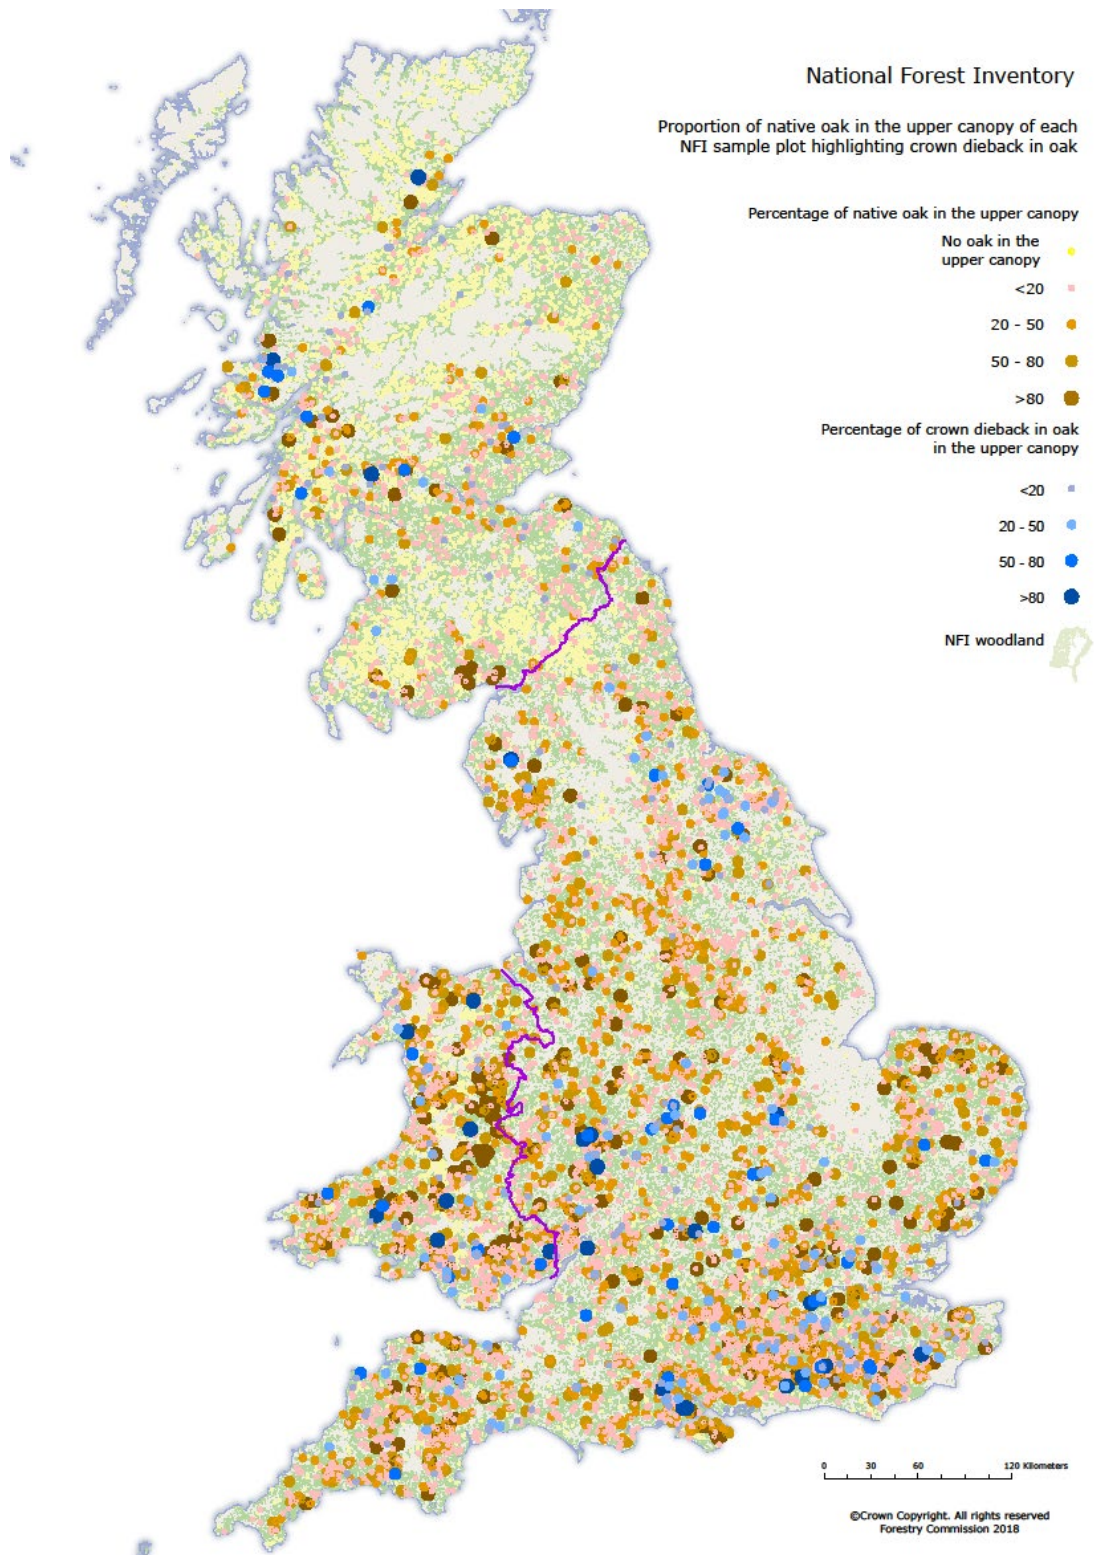 National Forest Inventory
Proportion of native oak in the upper canopy of each
NFI sample plot highlighting crown dieback in oak
Percentage of native oak in the upper canopy
No oak in the
upper canopy
<20
20 - 50
50 - 80
>80
Percentage of crown dieback in oak
in the upper canopy
<20
20 - 50
50 - 80
>80
NFI woodland
0 30 60 120 Kilometers
©Crown Copyright. All rights reserved
Forestry Commission 2018